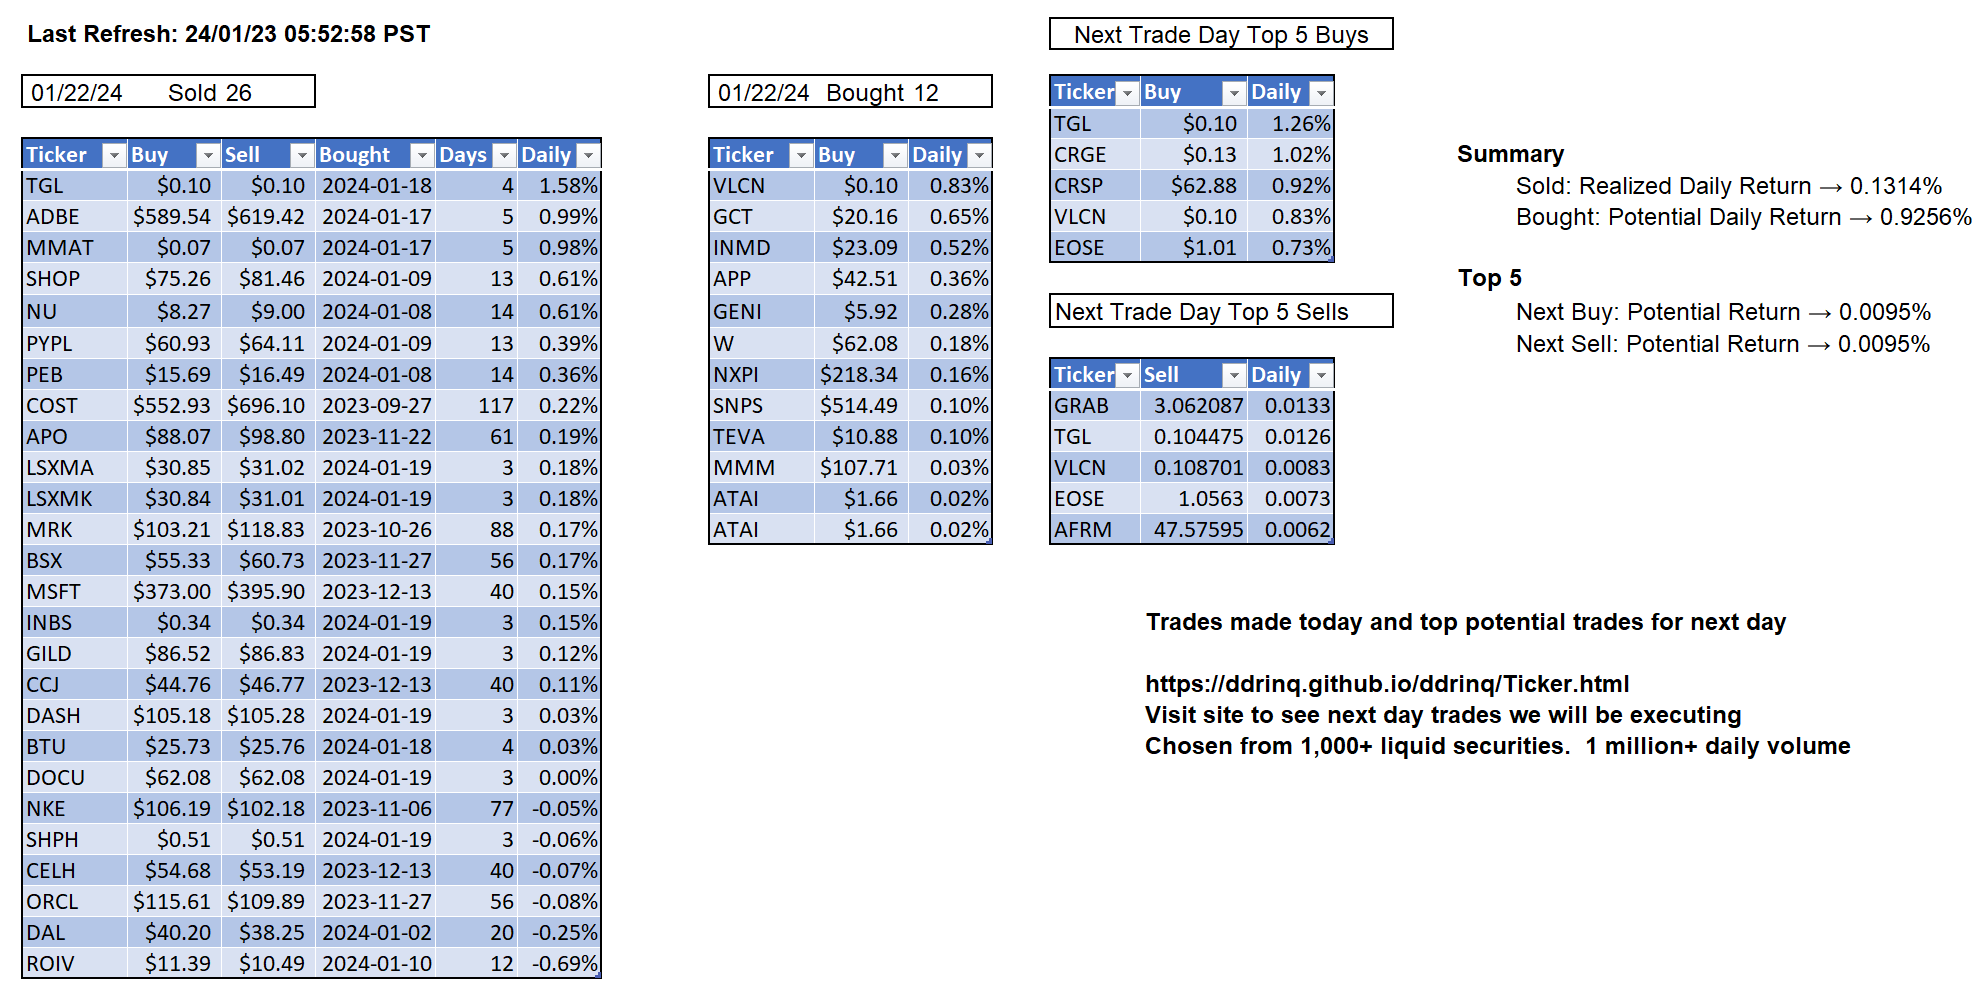 Last Refresh: 24/01/23 05:52:58 PST
01/22/24 Sold 26
Ticker Buy Sell Bought Days Daily
TGL $0.10 $0.10 2024-01-18 4 1.58%
ADBE $589.54 $619.42 2024-01-17 5 0.99%
MMAT $0.07 $0.07 2024-01-17 5 0.98%
SHOP $75.26 $81.46 2024-01-09 13 0.61%
NU $8.27 $9.00 2024-01-08 14 0.61%
PYPL $60.93 $64.11 2024-01-09 13 0.39%
PEB $15.69 $16.49 2024-01-08 14 0.36%
COST $552.93 $696.10 2023-09-27 117 0.22%
APO $88.07 $98.80 2023-11-22 61 0.19%
LSXMA $30.85 $31.02 2024-01-19 3 0.18%
LSXMK $30.84 $31.01 2024-01-19 3 0.18%
MRK $103.21 $118.83 2023-10-26 88 0.17%
BSX $55.33 $60.73 2023-11-27 56 0.17%
MSFT $373.00 $395.90 2023-12-13 40 0.15%
INBS $0.34 $0.34 2024-01-19 3 0.15%
GILD $86.52 $86.83 2024-01-19 3 0.12%
CCJ $44.76 $46.77 2023-12-13 40 0.11%
DASH $105.18 $105.28 2024-01-19 3 0.03%
BTU $25.73 $25.76 2024-01-18 4 0.03%
DOCU $62.08 $62.08 2024-01-19 3 0.00%
NKE $106.19 $102.18 2023-11-06 77 -0.05%
SHPH $0.51 $0.51 2024-01-19 3 -0.06%
CELH $54.68 $53.19 2023-12-13 40 -0.07%
ORCL $115.61 $109.89 2023-11-27 56 -0.08%
DAL $40.20 $38.25 2024-01-02 20 -0.25%
ROIV $11.39 $10.49 2024-01-10 12 -0.69%
01/22/24 Bought 12
Ticker Buy Daily
VLCN $0.10 0.83%
GCT $20.16 0.65%
INMD $23.09 0.52%
APP $42.51 0.36%
GENI $5.92 0.28%
W $62.08 0.18%
NXPI $218.34 0.16%
SNPS $514.49 0.10%
TEVA $10.88 0.10%
MMM $107.71 0.03%
ATAI $1.66 0.02%
ATAI $1.66 0.02%
Next Trade Day Top 5 Buys
Ticker Buy Daily
TGL $0.10 1.26%
CRGE $0.13 1.02%
CRSP $62.88 0.92%
VLCN $0.10 0.83%
EOSE $1.01 0.73%
Next Trade Day Top 5 Sells
Ticker Sell Daily
GRAB 3.062087 0.0133
TGL 0.104475 0.0126
VLCN 0.108701 0.0083
EOSE 1.0563 0.0073
AFRM 47.57595 0.0062
Summary
Sold: Realized Daily Return → 0.1314%
Bought: Potential Daily Return → 0.9256%
Top 5
Next Buy: Potential Return → 0.0095%
Next Sell: Potential Return → 0.0095%
Trades made today and top potential trades for next day
https://ddrinq.github.io/ddrinq/Ticker.html
Visit site to see next day trades we will be executing
Chosen from 1,000+ liquid securities. 1 million+ daily volume